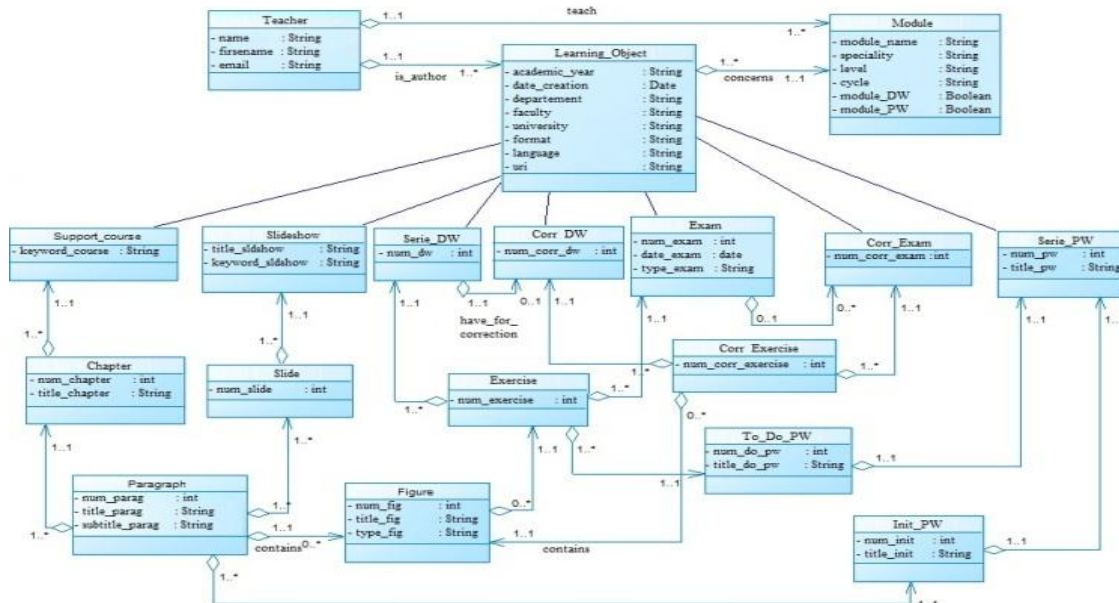 Teacher
- name : String
- firsename : String
- email : String
1..1
teach
1..*
Module
- module_name : String
- speciality : String
- level : String
- cycle : String
- module_DW : Boolean
- module_PW : Boolean
1..1
is_author
1..*
Learning_Object
- academic_year : String
- date_creation : Date
- departement : String
- faculty : String
- university : String
- format : String
- language : String
- uri : String
1..*
concerns
1..1
Support_course
- keyword_course : String
Slideshow
- title_sldshow : String
- keyword_sldshow : String
Serie_DW
- num_dw : int
Corr_DW
- num_corr_dw : int
Exam
- num_exam : int
- date_exam : date
- type_exam : String
Corr_Exam
- num_corr_exam : int
Serie_PW
- num_pw : int
- title_pw : String
1..1
1..1
1..1
1..1
0..1
1..1
have_for_
correction
1..1
0..1
0..*
1..1
1..1
1..*
1..*
Chapter
- num_chapter : int
- title_chapter : String
Slide
- num_slide : int
Exercise
- num_exercise : int
Corr_Exercise
- num_corr_exercise : int
1..*
1..*
1..*
1..*
1..1
0..*
1..*
To_Do_PW
- num_do_pw : int
- title_do_pw : String
1..1
1..1
1..*
1..1
1..1
Paragraph
- num_parag : int
- title_parag : String
- subtitle_parag : String
1..*
1..*
1..1
contains
0..*
Figure
- num_fig : int
- title_fig : String
- type_fig : String
0..*
1..1
contains
Init_PW
- num_init : int
- title_init : String
1..1
1..*
1..1